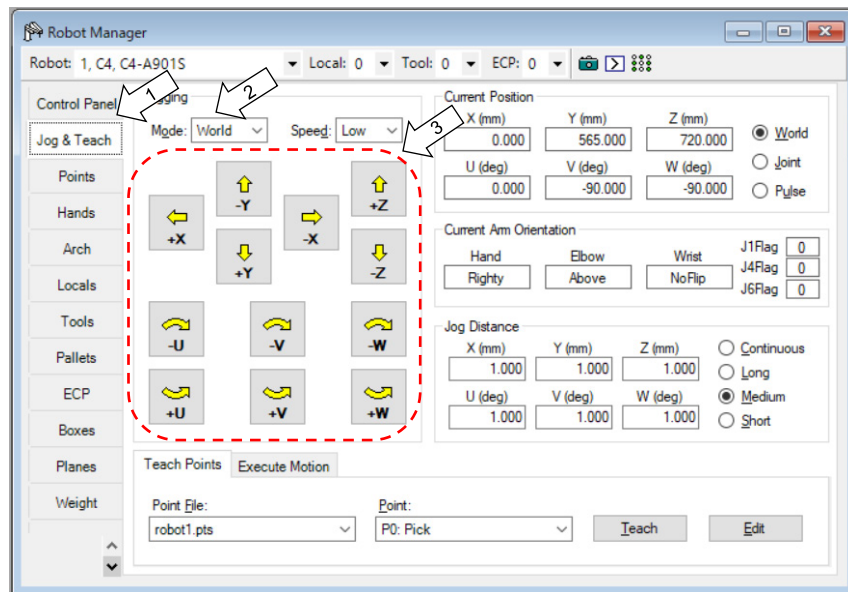 Robot Manager
Robot: 1, C4, C4-A901S Local: 0 Tool: 0 ECP: 0
Control Panel
Jog & Teach
Points
Hands
Arch
Locals
Tools
Pallets
ECP
Boxes
Planes
Weight
1
2
3
Mode: World Speed: Low
-Y
+Z
+X
-X
+Y
-Z
-U -V -W
+U +V +W
Current Position
X (mm) Y (mm) Z (mm)
0.000 565.000 720.000
U (deg) V (deg) W (deg)
0.000 -90.000 -90.000
World
Joint
Pulse
Current Arm Orientation
Hand Elbow Wrist
Righty Above NoFlip
J1Flag 0
J4Flag 0
J6Flag 0
Jog Distance
X (mm) Y (mm) Z (mm)
1.000 1.000 1.000
U (deg) V (deg) W (deg)
1.000 1.000 1.000
Continuous
Long
Medium
Short
Teach Points Execute Motion
Point File: Point:
robot1.pts P0: Pick Teach Edit